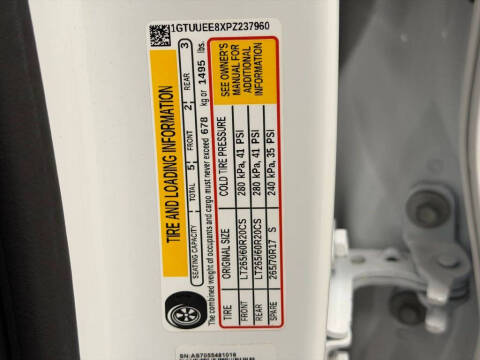 1GTUUEE8XPZ237960
TIRE AND LOADING INFORMATION
SEATING CAPACITY TOTAL 5 FRONT 2 REAR 3
The combined weight of occupants and cargo must never exceed 678 kg or 1495 lbs.
TIRE ORIGINAL SIZE COLD TIRE PRESSURE
FRONT LT265/60R20CS 280 kPa, 41 PSI
REAR LT265/60R20CS 280 kPa, 41 PSI
SPARE 265/70R17 S 240 kPa, 35 PSI
SEE OWNER'S
MANUAL FOR
ADDITIONAL
INFORMATION
SN:AS7055481016